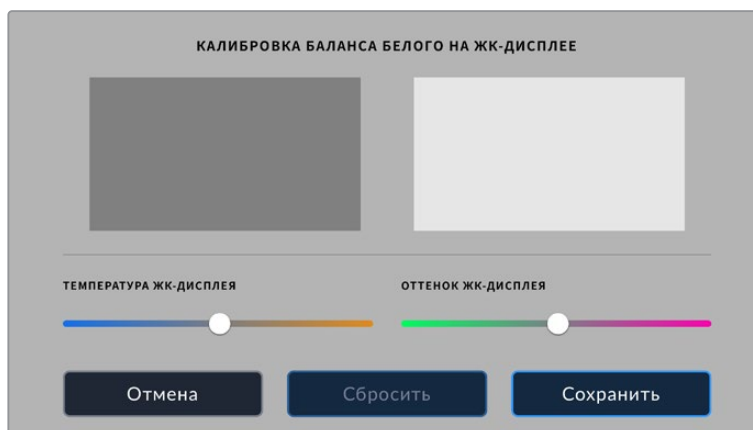 КАЛИБРОВКА БАЛАНСА БЕЛОГО НА ЖК-ДИСПЛЕЕ
ТЕМПЕРАТУРА ЖК-ДИСПЛЕЯ
ОТТЕНОК ЖК-ДИСПЛЕЯ
Отмена
Сбросить
Сохранить